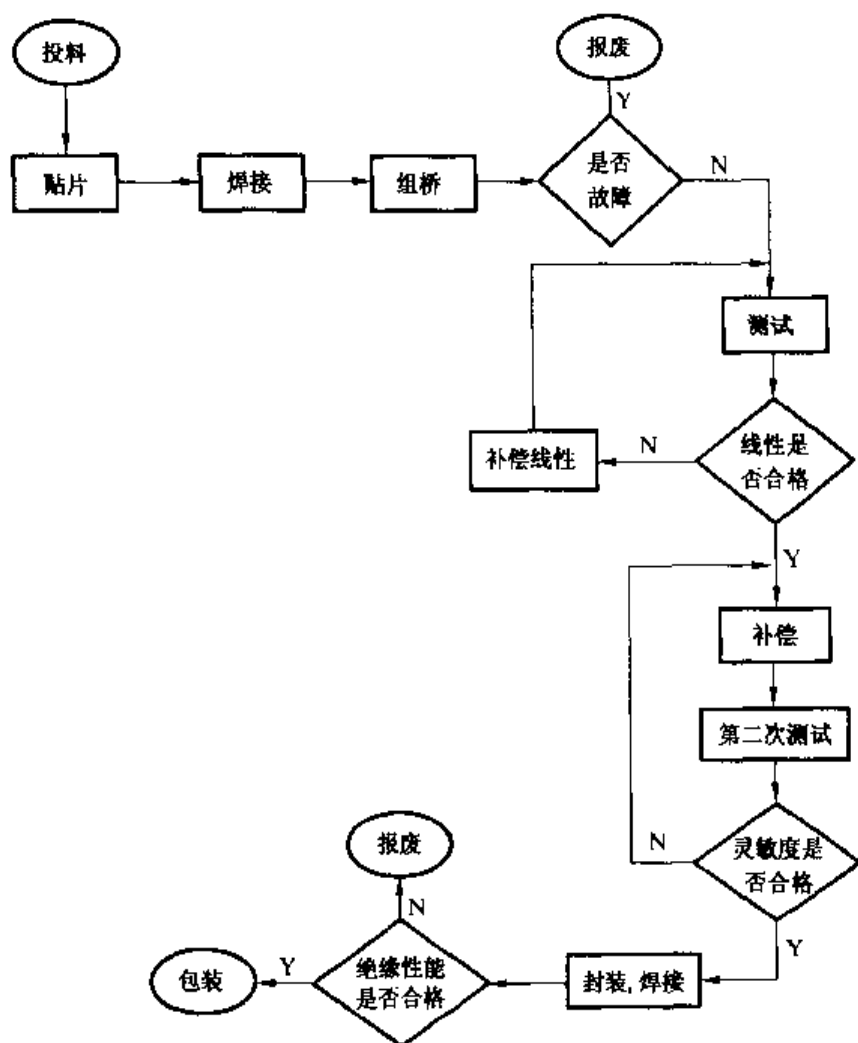 投料
报废
Y
贴片
焊接
组桥
是否
故障
N
测试
补偿线性
N
线性是
否合格
Y
补偿
第二次测试
报废
N
灵敏度是
否合格
N
Y
包装
Y
绝缘性能
是否合格
封装,焊接